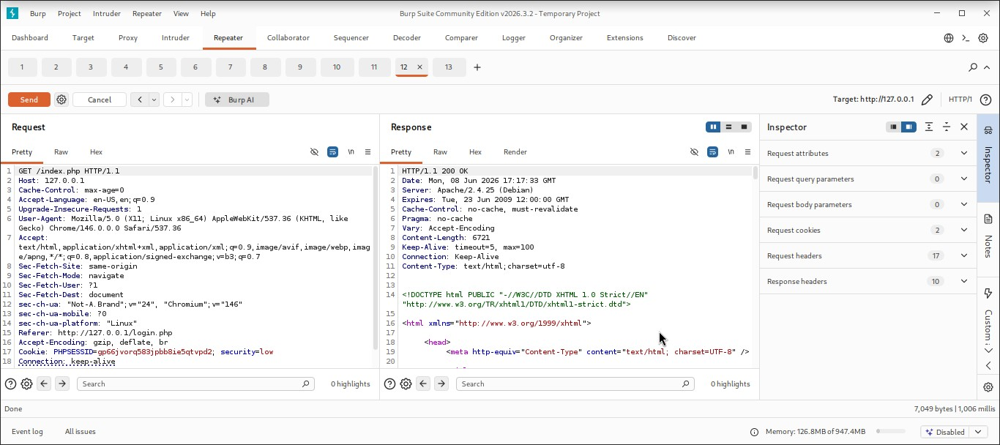 Burp Project Intruder Repeater View Help
Burp Suite Community Edition v2026.3.2 - Temporary Project
Dashboard Target Proxy Intruder Repeater Collaborator Sequencer Decoder Comparer Logger Organizer Extensions Discover
1 2 3 4 5 6 7 8 9 10 11 12 × 13 +
Send Cancel < > Burp AI Target: http://127.0.0.1 HTTP/1
Request
Pretty Raw Hex \n
1 GET /index.php HTTP/1.1
2 Host: 127.0.0.1
3 Cache-Control: max-age=0
4 Accept-Language: en-US,en;q=0.9
5 Upgrade-Insecure-Requests: 1
6 User-Agent: Mozilla/5.0 (X11; Linux x86_64) AppleWebKit/537.36 (KHTML, like
Gecko) Chrome/146.0.0.0 Safari/537.36
7 Accept:
text/html,application/xhtml+xml,application/xml;q=0.9,image/avif,image/webp,imag
e/apng,*/*;q=0.8,application/signed-exchange;v=b3;q=0.7
8 Sec-Fetch-Site: same-origin
9 Sec-Fetch-Mode: navigate
10 Sec-Fetch-User: ?1
11 Sec-Fetch-Dest: document
12 sec-ch-ua: "Not-A.Brand";v="24", "Chromium";v="146"
13 sec-ch-ua-mobile: ?0
14 sec-ch-ua-platform: "Linux"
15 Referer: http://127.0.0.1/login.php
16 Accept-Encoding: gzip, deflate, br
17 Cookie: PHPSESSID=gp66jvorq583jpbb8ie5qtvpd2; security=low
18 Connection: keep-alive
Search 0 highlights
Response
Pretty Raw Hex Render \n
1 HTTP/1.1 200 OK
2 Date: Mon, 08 Jun 2026 17:17:33 GMT
3 Server: Apache/2.4.25 (Debian)
4 Expires: Tue, 23 Jun 2009 12:00:00 GMT
5 Cache-Control: no-cache, must-revalidate
6 Pragma: no-cache
7 Vary: Accept-Encoding
8 Content-Length: 6721
9 Keep-Alive: timeout=5, max=100
10 Connection: Keep-Alive
11 Content-Type: text/html;charset=utf-8
12
13
14 <!DOCTYPE html PUBLIC "-//W3C//DTD XHTML 1.0 Strict//EN"
"http://www.w3.org/TR/xhtml1/DTD/xhtml1-strict.dtd">
15
16 <html xmlns="http://www.w3.org/1999/xhtml">
17
18 <head>
19 <meta http-equiv="Content-Type" content="text/html; charset=UTF-8" />
20
Search 0 highlights
Inspector
Request attributes 2
Request query parameters 0
Request body parameters 0
Request cookies 2
Request headers 17
Response headers 10
Inspector
Notes
Custom
Done 7,049 bytes | 1,006 millis
Event log All issues Memory: 126.8MB of 947.4MB Disabled